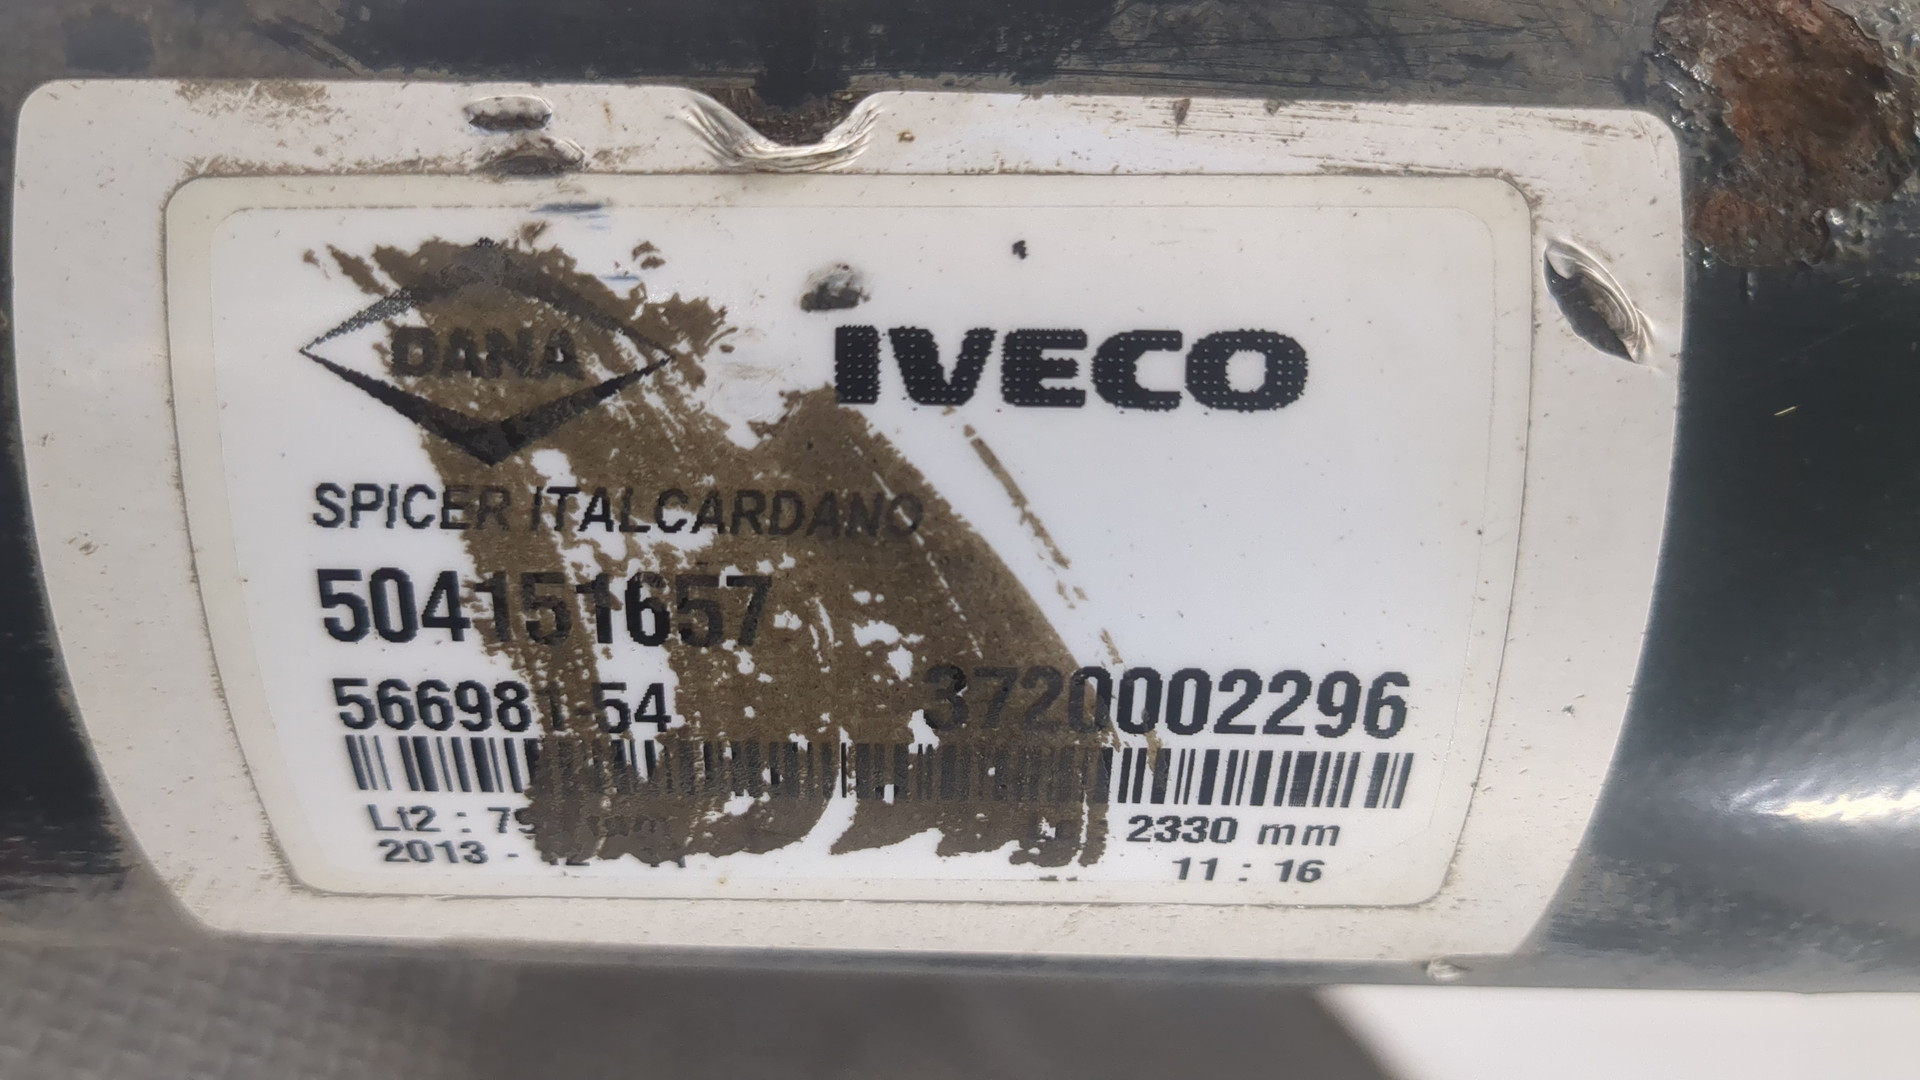 DANA
IVECO
SPICER ITALCARDANO
504151657
566981-54 3720002296
Lt2 : 2330 mm
2013 - 11 : 16